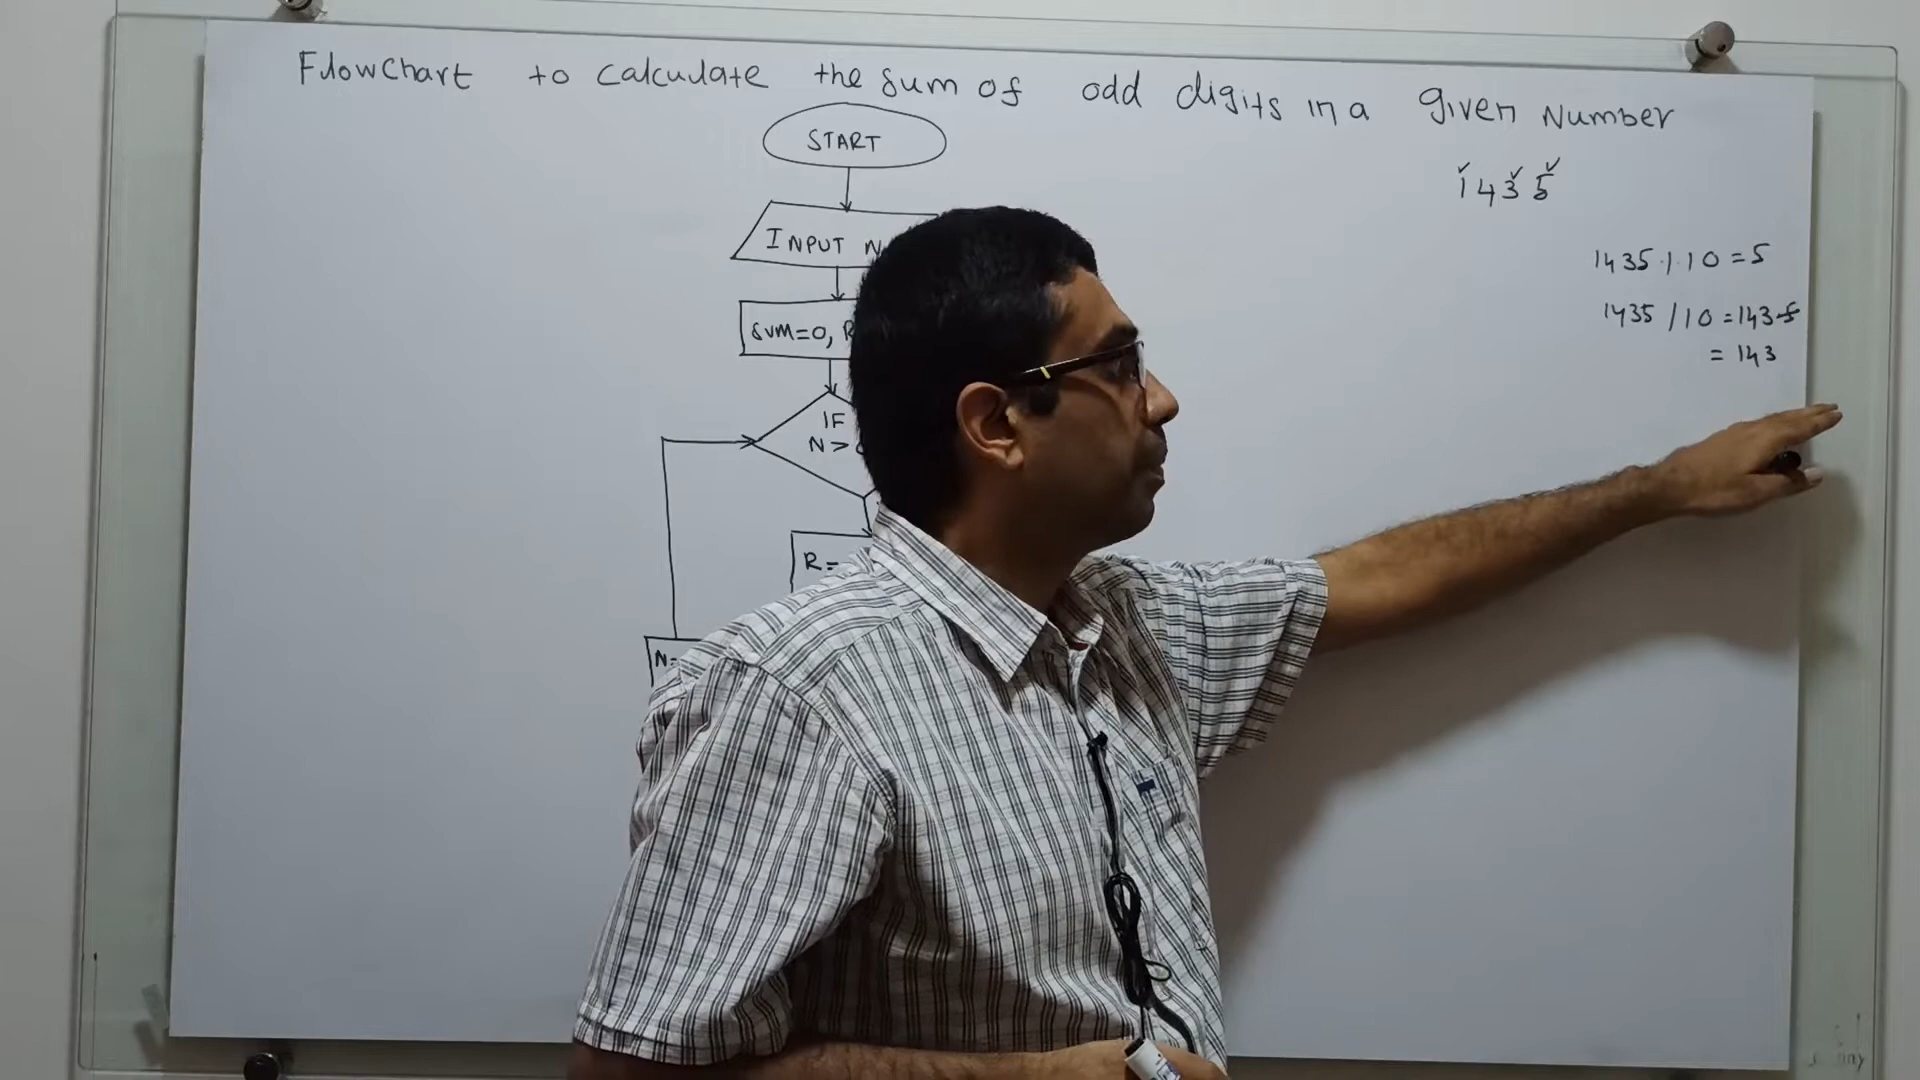 FlowChart to calculate the sum of odd digits in a given Number
START
1435
INPUT N
1435 % 10 = 5
1435 / 10 = 143.5
= 143
SUM=0, R
IF
N>
R=
N=